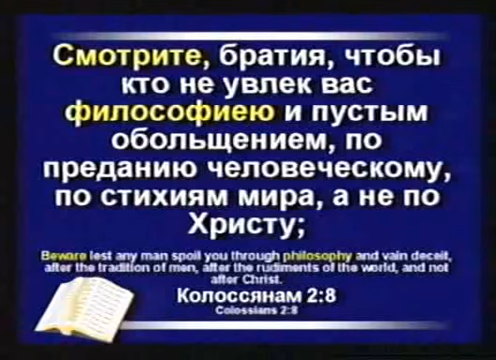 Смотрите, братия, чтобы
кто не увлек вас
философиею и пустым
обольщением, по
преданию человеческому,
по стихиям мира, а не по
Христу;
Beware lest any man spoil you through philosophy and vain deceit,
after the tradition of men, after the rudiments of the world, and not
after Christ.
Колоссянам 2:8
Colossians 2:8